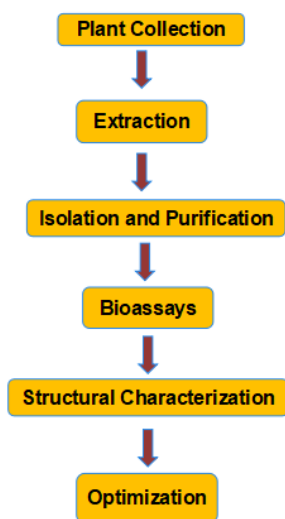 Plant Collection
Extraction
Isolation and Purification
Bioassays
Structural Characterization
Optimization